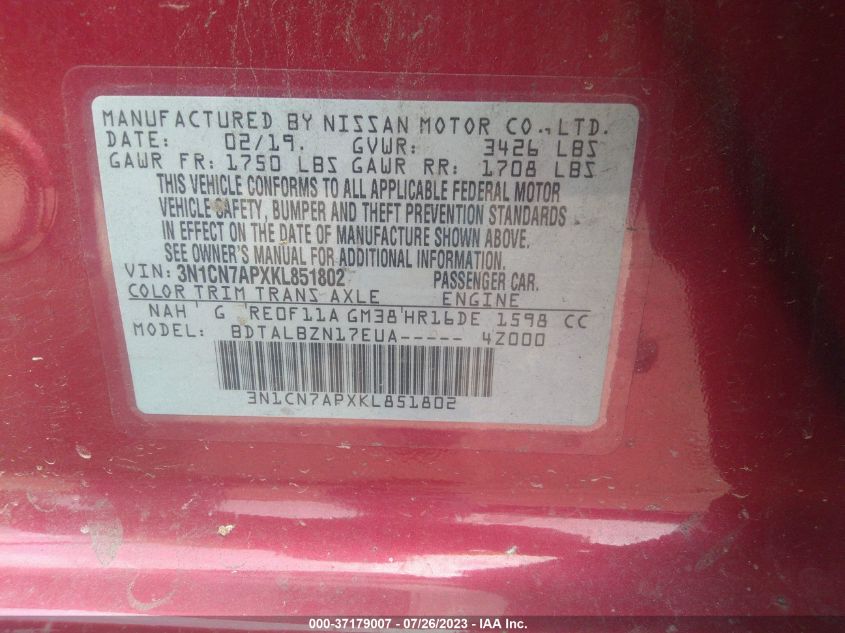 MANUFACTURED BY NISSAN MOTOR CO.,LTD.
DATE: 02/19. GVWR: 3426 LBS
GAWR FR: 1750 LBS GAWR RR: 1708 LBS
THIS VEHICLE CONFORMS TO ALL APPLICABLE FEDERAL MOTOR
VEHICLE SAFETY, BUMPER AND THEFT PREVENTION STANDARDS
IN EFFECT ON THE DATE OF MANUFACTURE SHOWN ABOVE.
SEE OWNER'S MANUAL FOR ADDITIONAL INFORMATION.
VIN: 3N1CN7APXKL851802 PASSENGER CAR.
COLOR TRIM TRANS AXLE ENGINE
NAH ' G ' RE0F11A GM38'HR16DE 1598 CC
MODEL: BDTALBZN17EUA----- 4Z000
3N1CN7APXKL851802
000-37179007 - 07/26/2023 - IAA Inc.